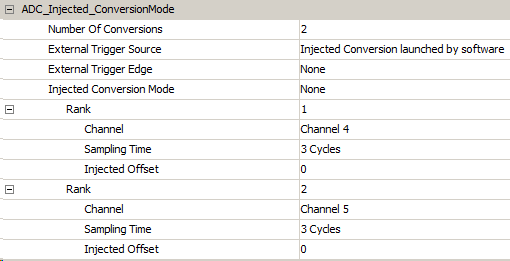 ADC_Injected_ConversionMode
Number Of Conversions 2
External Trigger Source Injected Conversion launched by software
External Trigger Edge None
Injected Conversion Mode None
Rank 1
Channel Channel 4
Sampling Time 3 Cycles
Injected Offset 0
Rank 2
Channel Channel 5
Sampling Time 3 Cycles
Injected Offset 0